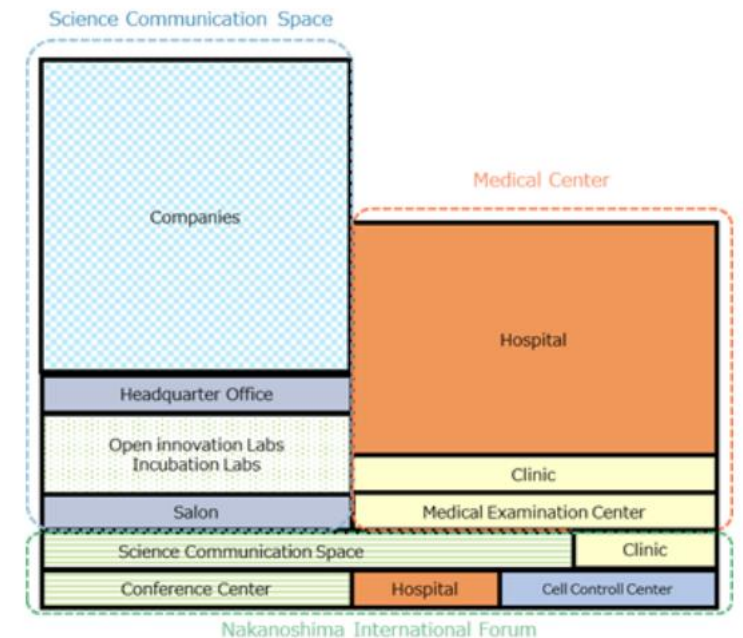 Science Communication Space
Medical Center
Companies
Hospital
Headquarter Office
Open innovation Labs
Incubation Labs
Clinic
Salon
Medical Examination Center
Science Communication Space
Clinic
Conference Center
Hospital
Cell Controll Center
Nakanoshima International Forum